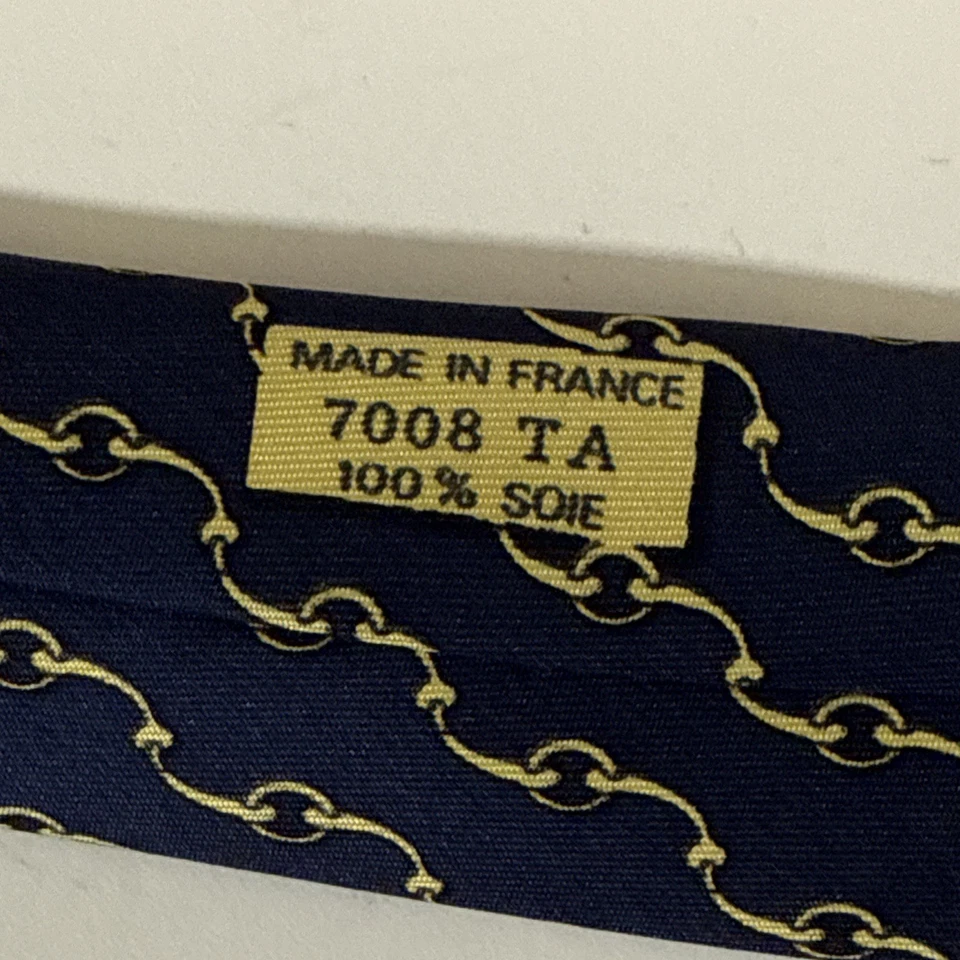 MADE IN FRANCE
7008 TA
100% SOIE